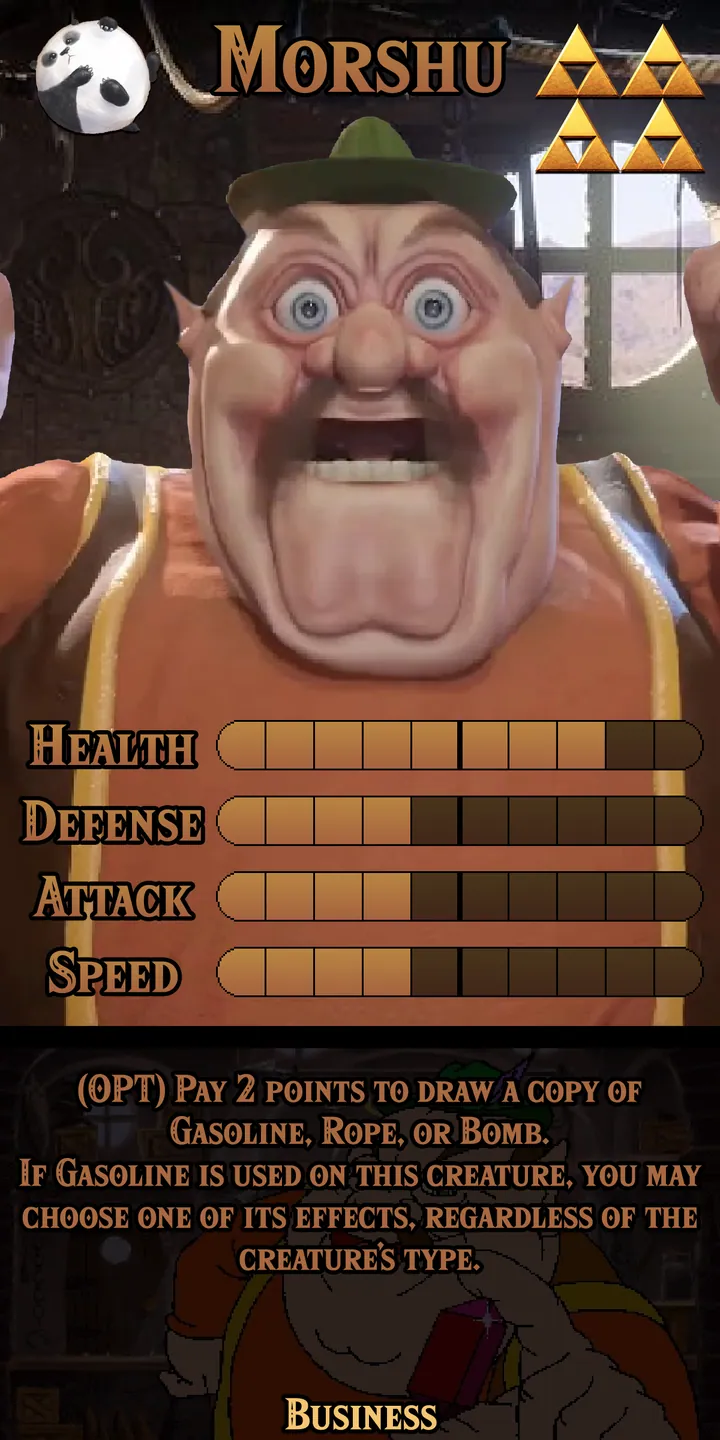 Morshu
Health
Defense
Attack
Speed
(OPT) Pay 2 points to draw a copy of
Gasoline, Rope, or Bomb.
If Gasoline is used on this creature, you may
choose one of its effects, regardless of the
creature's type.
Business